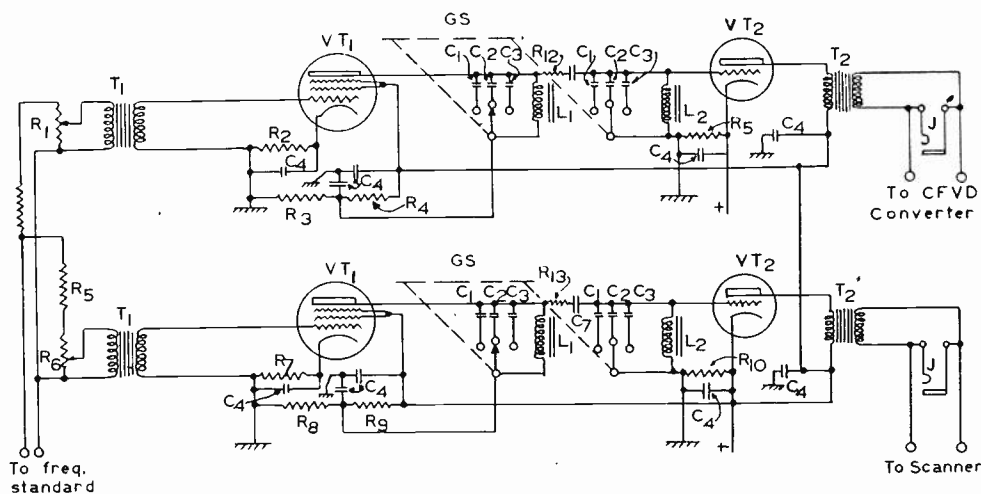 GS
VT1
C1 C2 C3 R12 C1 C2 C3
VT2
T1
T2
R1
L1
L2
R5
R2
C4
C4
C4
C4
J
R3
R4
+
To CFVD
Converter
GS
VT1
R13
VT2
C1 C2 C3 C1 C2 C3
R5
T1
C7
T2
L1
L2
R6
R7
R10
C4
C4
C4
C4
J
R8
R9
+
To freq.
standard
To Scanner